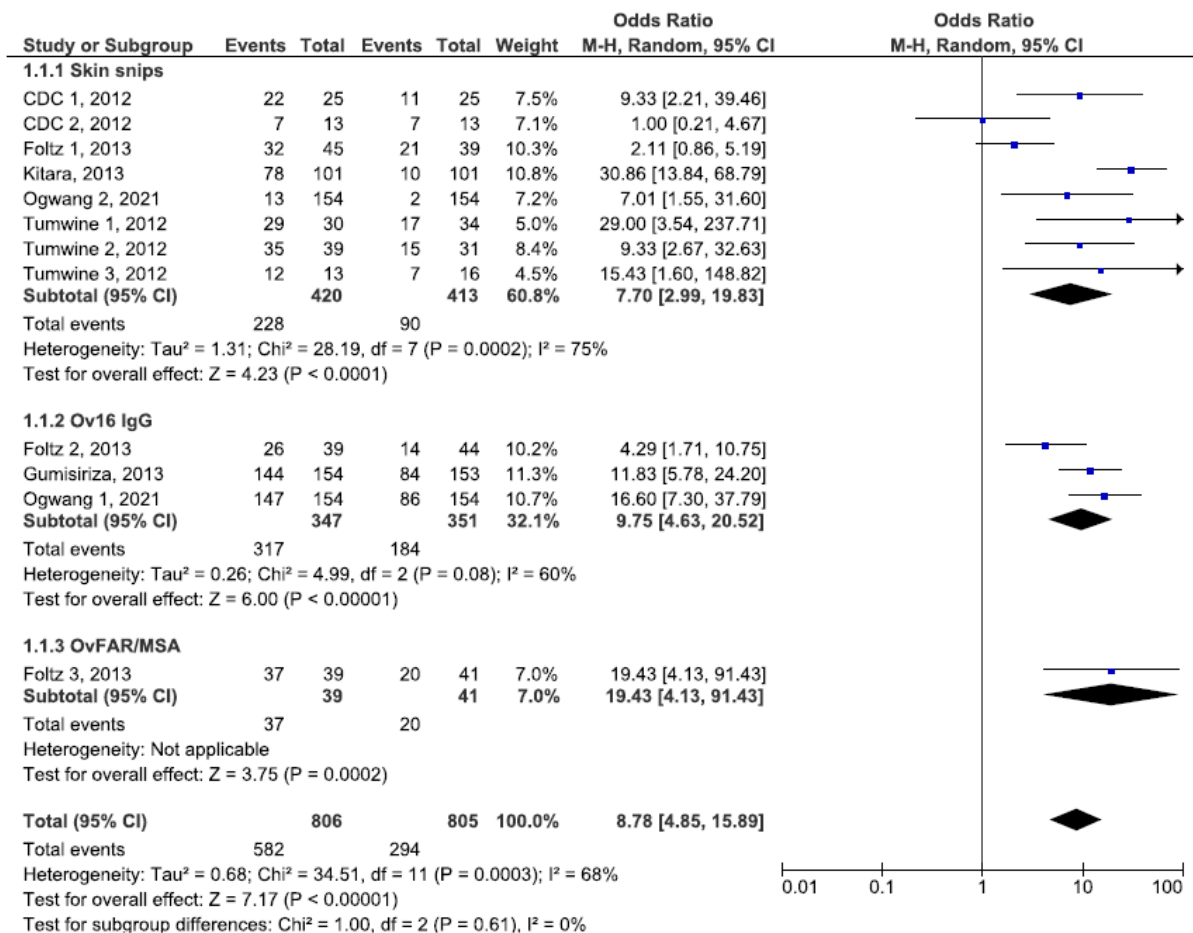 Odds Ratio Odds Ratio
Study or Subgroup Events Total Events Total Weight M-H, Random, 95% CI M-H, Random, 95% CI
1.1.1 Skin snips
CDC 1, 2012 22 25 11 25 7.5% 9.33 [2.21, 39.46]
CDC 2, 2012 7 13 7 13 7.1% 1.00 [0.21, 4.67]
Foltz 1, 2013 32 45 21 39 10.3% 2.11 [0.86, 5.19]
Kitara, 2013 78 101 10 101 10.8% 30.86 [13.84, 68.79]
Ogwang 2, 2021 13 154 2 154 7.2% 7.01 [1.55, 31.60]
Tumwine 1, 2012 29 30 17 34 5.0% 29.00 [3.54, 237.71]
Tumwine 2, 2012 35 39 15 31 8.4% 9.33 [2.67, 32.63]
Tumwine 3, 2012 12 13 7 16 4.5% 15.43 [1.60, 148.82]
Subtotal (95% CI) 420 413 60.8% 7.70 [2.99, 19.83]
Total events 228 90
Heterogeneity: Tau² = 1.31; Chi² = 28.19, df = 7 (P = 0.0002); I² = 75%
Test for overall effect: Z = 4.23 (P < 0.0001)
1.1.2 Ov16 IgG
Foltz 2, 2013 26 39 14 44 10.2% 4.29 [1.71, 10.75]
Gumisiriza, 2013 144 154 84 153 11.3% 11.83 [5.78, 24.20]
Ogwang 1, 2021 147 154 86 154 10.7% 16.60 [7.30, 37.79]
Subtotal (95% CI) 347 351 32.1% 9.75 [4.63, 20.52]
Total events 317 184
Heterogeneity: Tau² = 0.26; Chi² = 4.99, df = 2 (P = 0.08); I² = 60%
Test for overall effect: Z = 6.00 (P < 0.00001)
1.1.3 OvFAR/MSA
Foltz 3, 2013 37 39 20 41 7.0% 19.43 [4.13, 91.43]
Subtotal (95% CI) 39 41 7.0% 19.43 [4.13, 91.43]
Total events 37 20
Heterogeneity: Not applicable
Test for overall effect: Z = 3.75 (P = 0.0002)
Total (95% CI) 806 805 100.0% 8.78 [4.85, 15.89]
Total events 582 294
Heterogeneity: Tau² = 0.68; Chi² = 34.51, df = 11 (P = 0.0003); I² = 68%
Test for overall effect: Z = 7.17 (P < 0.00001)
Test for subgroup differences: Chi² = 1.00, df = 2 (P = 0.61), I² = 0%
0.01 0.1 1 10 100